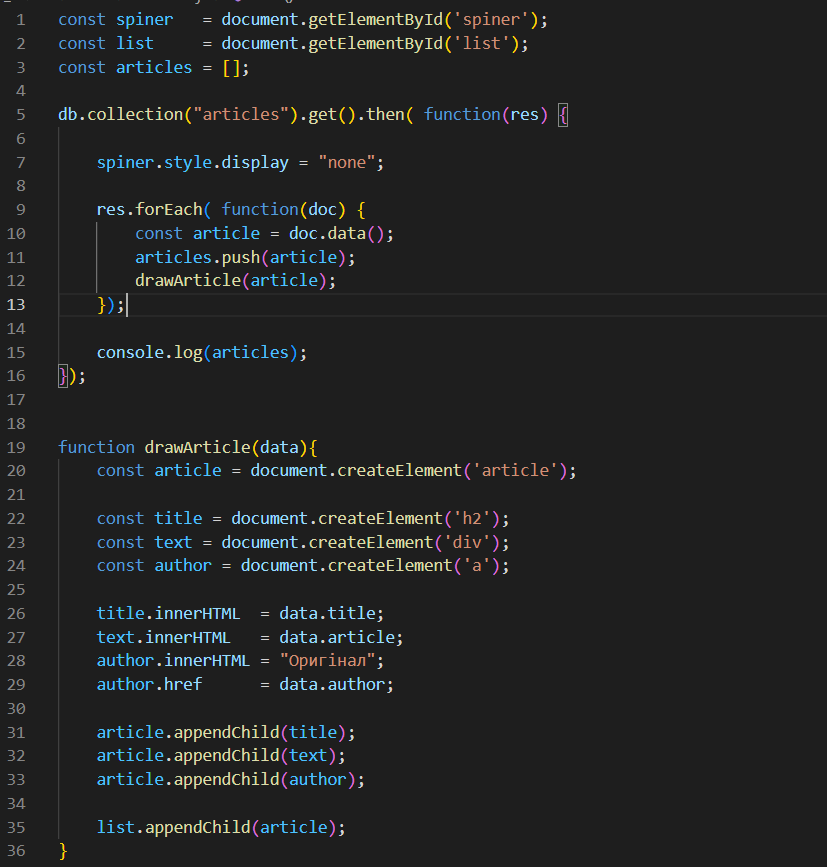 1 const spiner   = document.getElementById('spiner');
2 const list     = document.getElementById('list');
3 const articles = [];
4
5 db.collection("articles").get().then( function(res) {
6
7     spiner.style.display = "none";
8
9     res.forEach( function(doc) {
10         const article = doc.data();
11         articles.push(article);
12         drawArticle(article);
13     });
14
15     console.log(articles);
16 });
17
18
19 function drawArticle(data){
20     const article = document.createElement('article');
21
22     const title = document.createElement('h2');
23     const text = document.createElement('div');
24     const author = document.createElement('a');
25
26     title.innerHTML  = data.title;
27     text.innerHTML   = data.article;
28     author.innerHTML = "Оригінал";
29     author.href      = data.author;
30
31     article.appendChild(title);
32     article.appendChild(text);
33     article.appendChild(author);
34
35     list.appendChild(article);
36 }